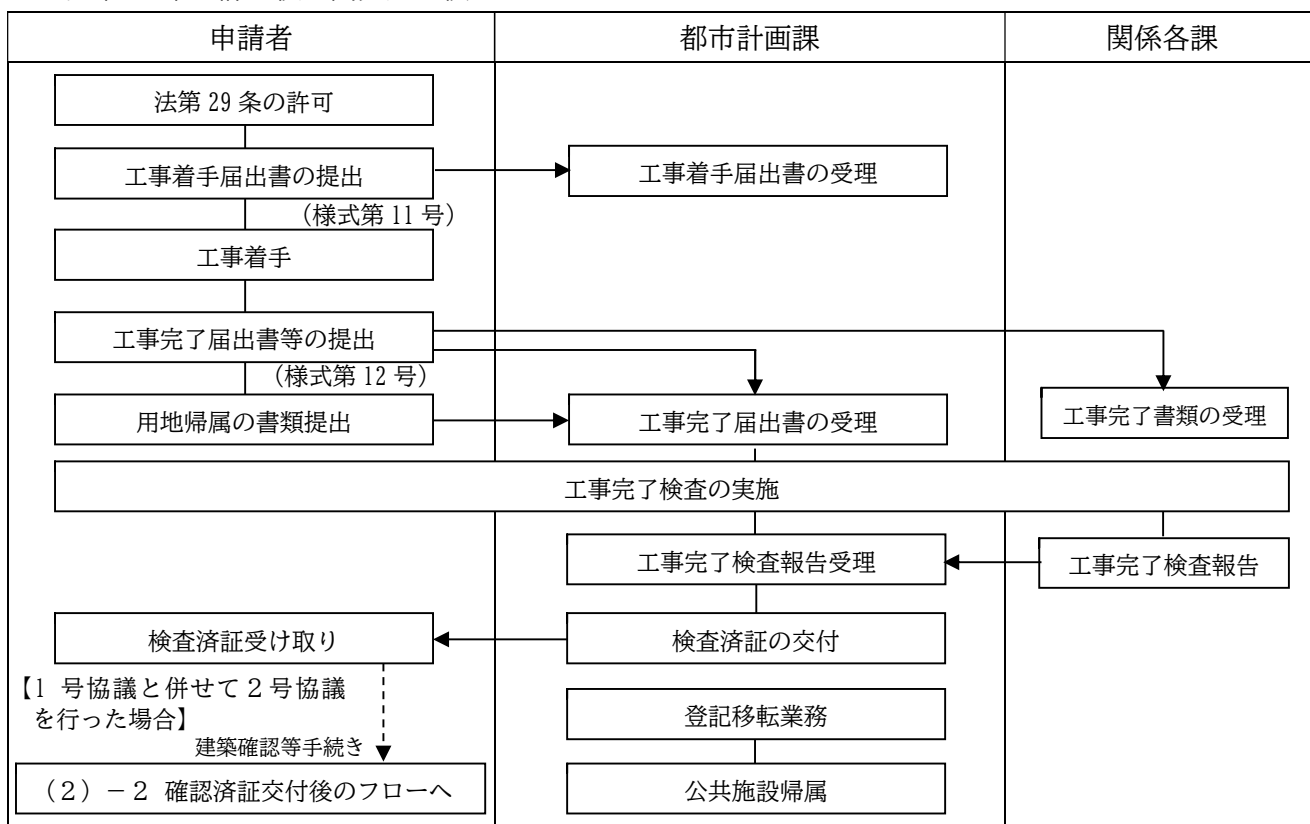 申請者 都市計画課 関係各課
法第29条の許可
工事着手届出書の提出 工事着手届出書の受理
（様式第11号）
工事着手
工事完了届出書等の提出
（様式第12号）
用地帰属の書類提出 工事完了届出書の受理 工事完了書類の受理
工事完了検査の実施
工事完了検査報告受理 工事完了検査報告
検査済証受け取り 検査済証の交付
【1 号協議と併せて２号協議
を行った場合】
登記移転業務
建築確認等手続き
（２）－２ 確認済証交付後のフローへ 公共施設帰属